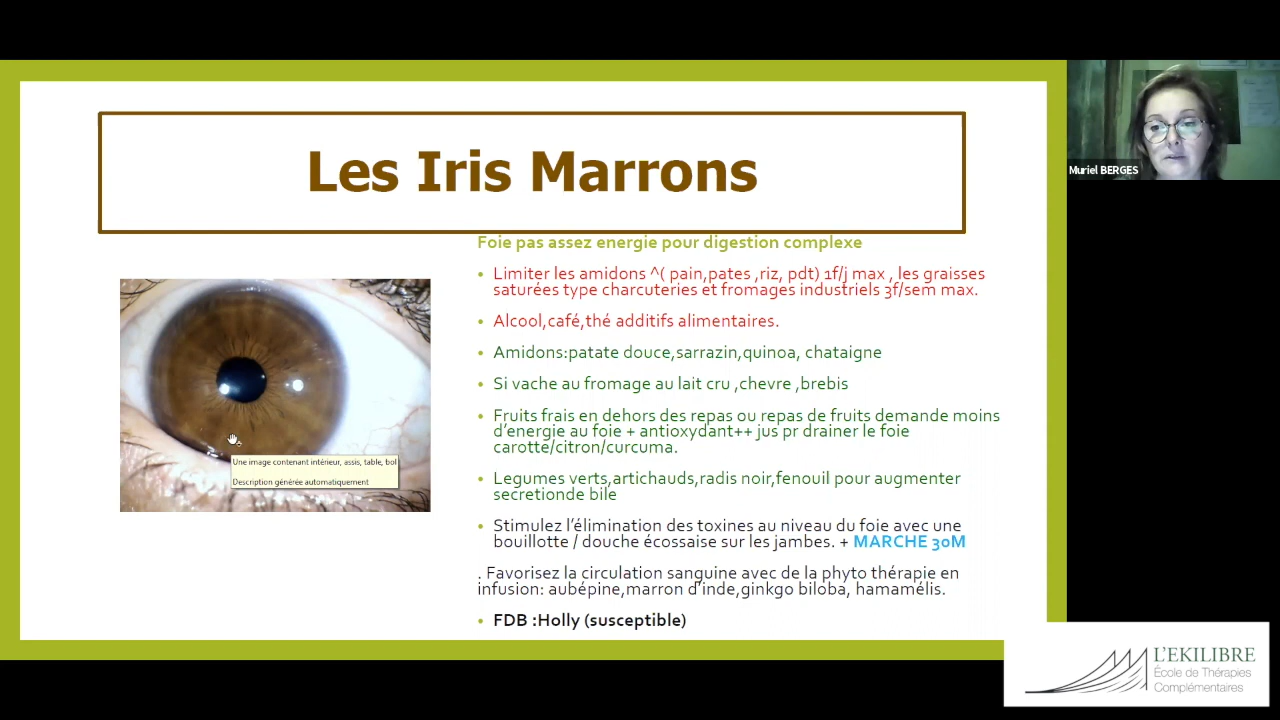 Les Iris Marrons
Muriel BERGES
Foie pas assez energie pour digestion complexe
• Limiter les amidons ^( pain,pates ,riz, pdt) 1f/j max , les graisses
saturées type charcuteries et fromages industriels 3f/sem max.
• Alcool,café,thé additifs alimentaires.
• Amidons:patate douce,sarrazin,quinoa, chataigne
• Si vache au fromage au lait cru ,chevre ,brebis
• Fruits frais en dehors des repas ou repas de fruits demande moins
d'energie au foie + antioxydant++ jus pr drainer le foie
carotte/citron/curcuma.
• Legumes verts,artichauds,radis noir,fenouil pour augmenter
secretionde bile
• Stimulez l'élimination des toxines au niveau du foie avec une
bouillotte / douche écossaise sur les jambes. + MARCHE 30M
. Favorisez la circulation sanguine avec de la phyto thérapie en
infusion: aubépine,marron d'inde,ginkgo biloba, hamamélis.
• FDB :Holly (susceptible)
Une image contenant intérieur, assis, table, bol
Description générée automatiquement
L'EKILIBRE
École de Thérapies
Complémentaires